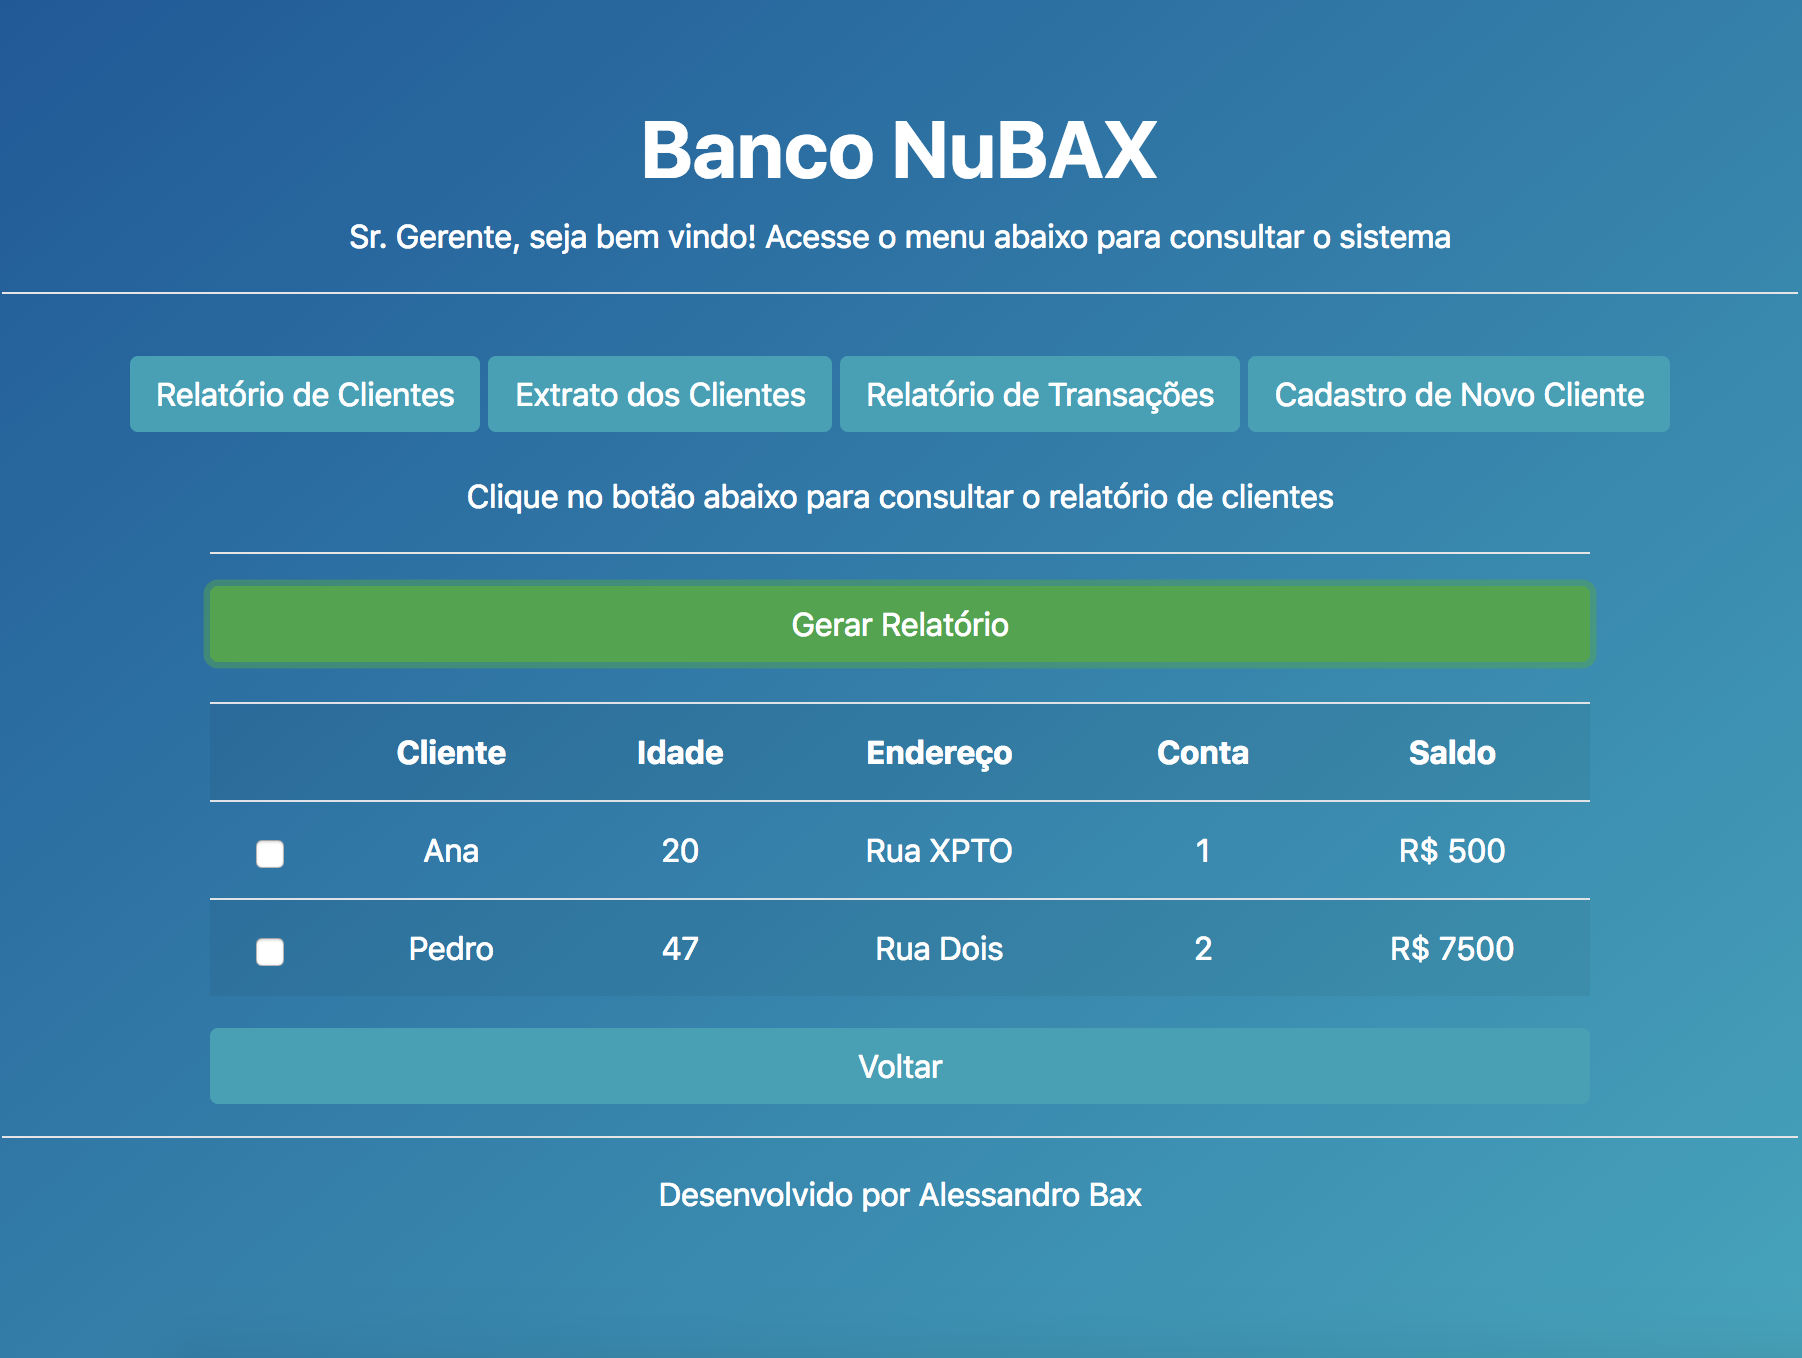 Banco NuBAX
Sr. Gerente, seja bem vindo! Acesse o menu abaixo para consultar o sistema
Relatório de Clientes Extrato dos Clientes Relatório de Transações Cadastro de Novo Cliente
Clique no botão abaixo para consultar o relatório de clientes
Gerar Relatório
Cliente Idade Endereço Conta Saldo
Ana 20 Rua XPTO 1 R$ 500
Pedro 47 Rua Dois 2 R$ 7500
Voltar
Desenvolvido por Alessandro Bax